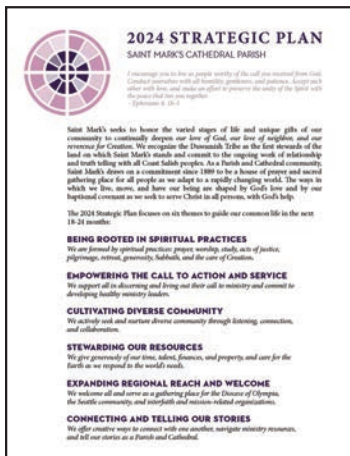 2024 STRATEGIC PLAN
SAINT MARK'S CATHEDRAL PARISH
I encourage you to live as people worthy of the call you received from God.
Conduct yourselves with all humility, gentleness, and patience. Accept each
other with love, and make an effort to preserve the unity of the Spirit with
the peace that ties you together.
– Ephesians 4:1b-3
Saint Mark's seeks to honor the varied stages of life and unique gifts of our
community to continually deepen our love of God, our love of neighbor, and our
reverence for Creation. We recognize the Duwamish Tribe as the first stewards of the
land on which Saint Mark's stands and commit to the ongoing work of relationship
and truth telling with all Coast Salish peoples. As a Parish and Cathedral community,
Saint Mark's draws on a commitment since 1889 to be a house of prayer and sacred
gathering place for all people as we adapt to a rapidly changing world. The ways in
which we live, move, and have our being are shaped by God's love and by our
baptismal covenant as we seek to serve Christ in all persons, with God's help.
The 2024 Strategic Plan focuses on six themes to guide our common life in the next
18-24 months:
BEING ROOTED IN SPIRITUAL PRACTICES
We are formed by spiritual practices: prayer, worship, study, acts of justice,
pilgrimage, retreat, generosity, Sabbath, and the care of Creation.
EMPOWERING THE CALL TO ACTION AND SERVICE
We support all in discerning and living out their call to ministry and commit to
developing healthy ministry leaders.
CULTIVATING DIVERSE COMMUNITY
We actively seek and nurture diverse community through listening, connection,
and collaboration.
STEWARDING OUR RESOURCES
We give generously of our time, talent, finances, and property, and care for the
Earth as we respond to the world's needs.
EXPANDING REGIONAL REACH AND WELCOME
We welcome all and serve as a gathering place for the Diocese of Olympia,
the Seattle community, and interfaith and mission-related organizations.
CONNECTING AND TELLING OUR STORIES
We offer creative ways to connect with one another, navigate ministry resources,
and tell our stories as a Parish and Cathedral.